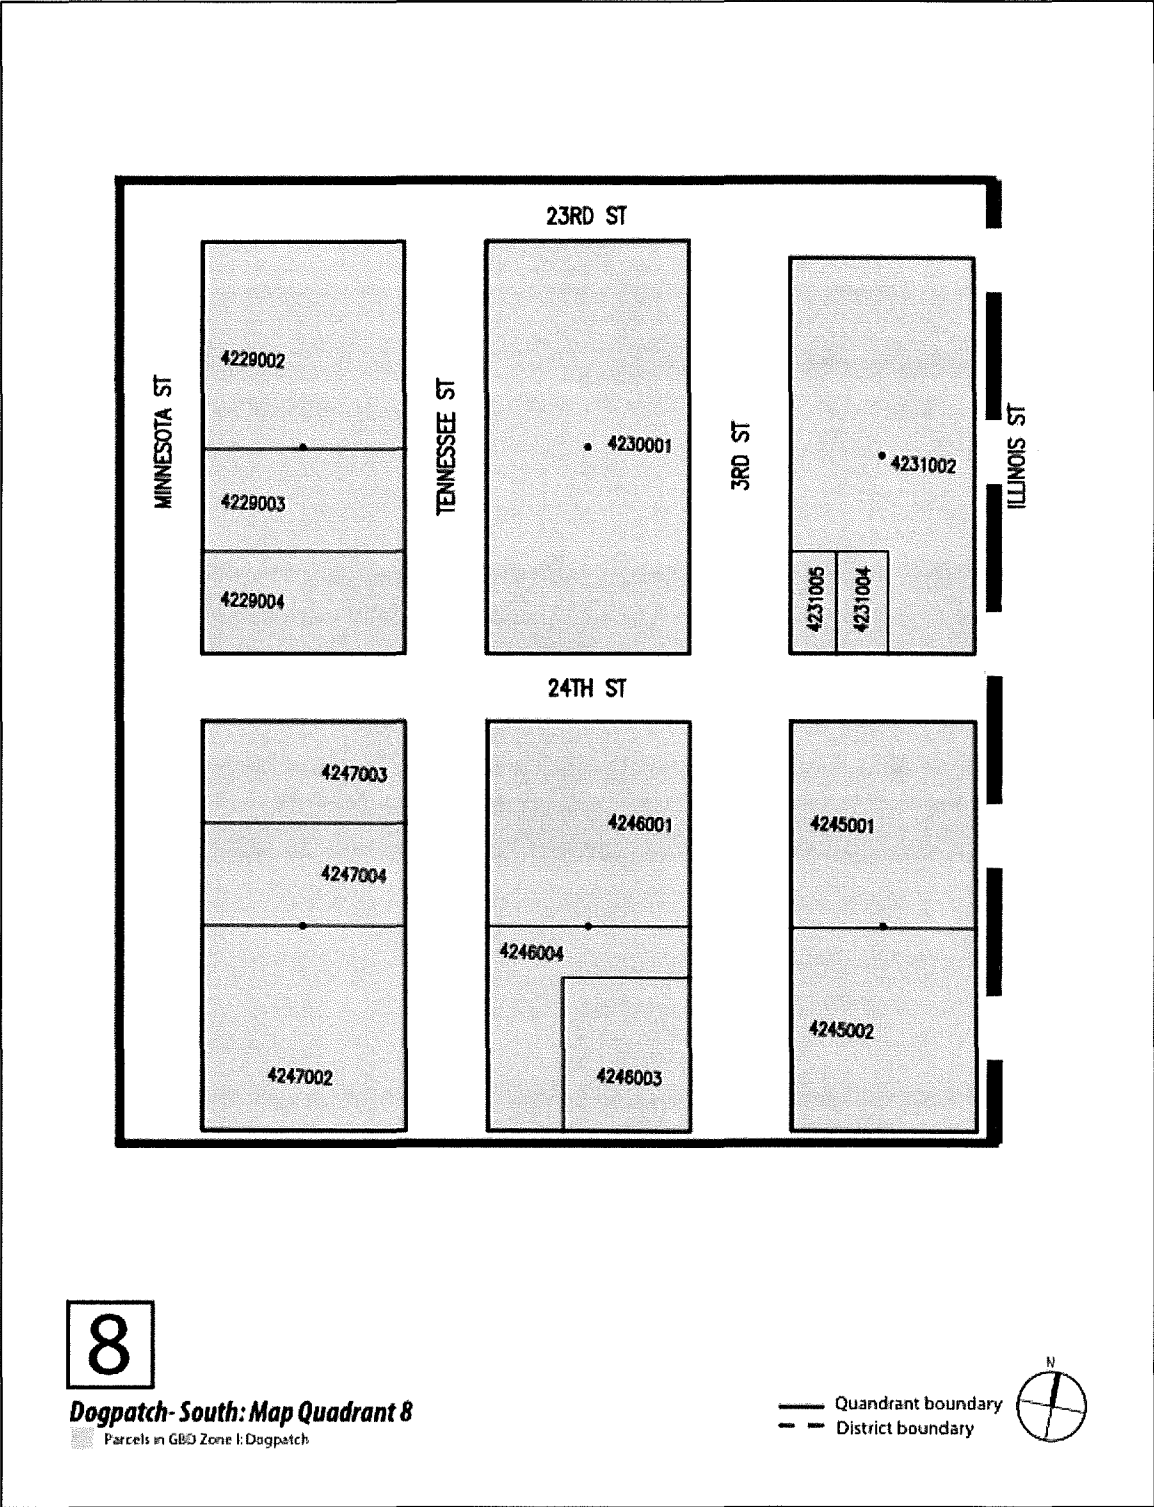 23RD ST
4229002
MINNESOTA ST
TENNESSEE ST
4230001
3RD ST
4231002
ILLINOIS ST
4229003
4229004
4231005
4231004
24TH ST
4247003
4246001
4245001
4247004
4246004
4245002
4247002
4246003
8
Dogpatch- South: Map Quadrant 8
Parcels in GBD Zone I: Dogpatch
N
Quandrant boundary
District boundary